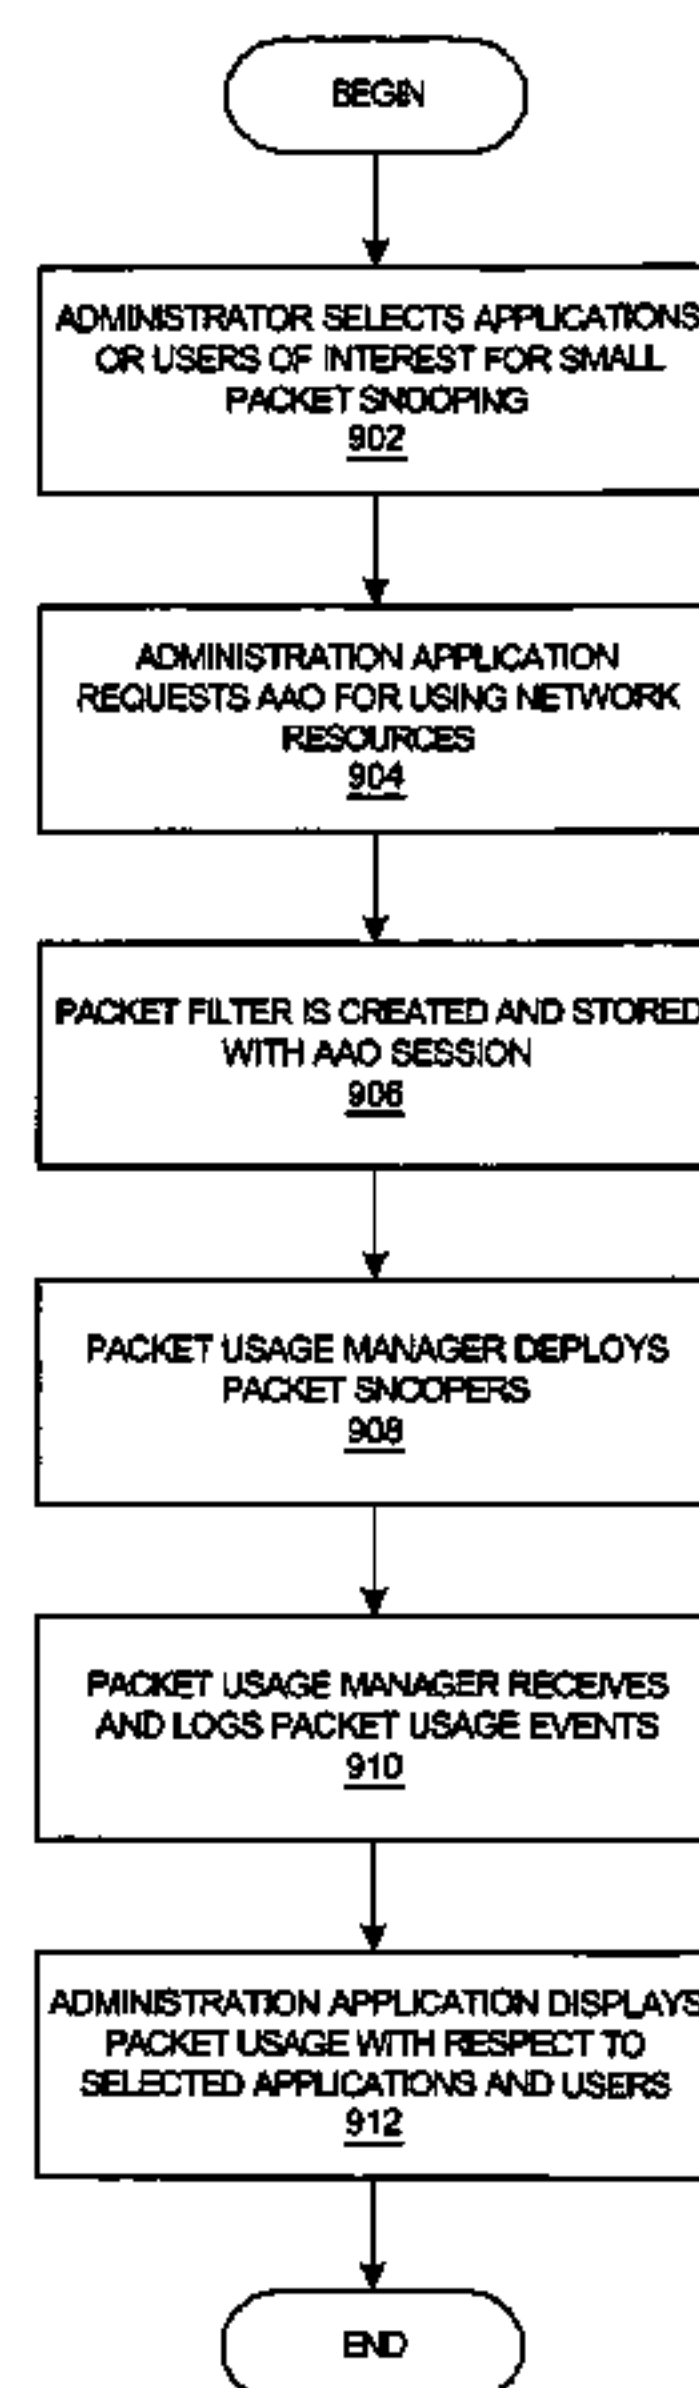 BEGIN
ADMINISTRATOR SELECTS APPLICATIONS
OR USERS OF INTEREST FOR SMALL
PACKET SNOOPING
902
ADMINISTRATION APPLICATION
REQUESTS AAO FOR USING NETWORK
RESOURCES
904
PACKET FILTER IS CREATED AND STORED
WITH AAO SESSION
906
PACKET USAGE MANAGER DEPLOYS
PACKET SNOOPERS
908
PACKET USAGE MANAGER RECEIVES
AND LOGS PACKET USAGE EVENTS
910
ADMINISTRATION APPLICATION DISPLAYS
PACKET USAGE WITH RESPECT TO
SELECTED APPLICATIONS AND USERS
912
END